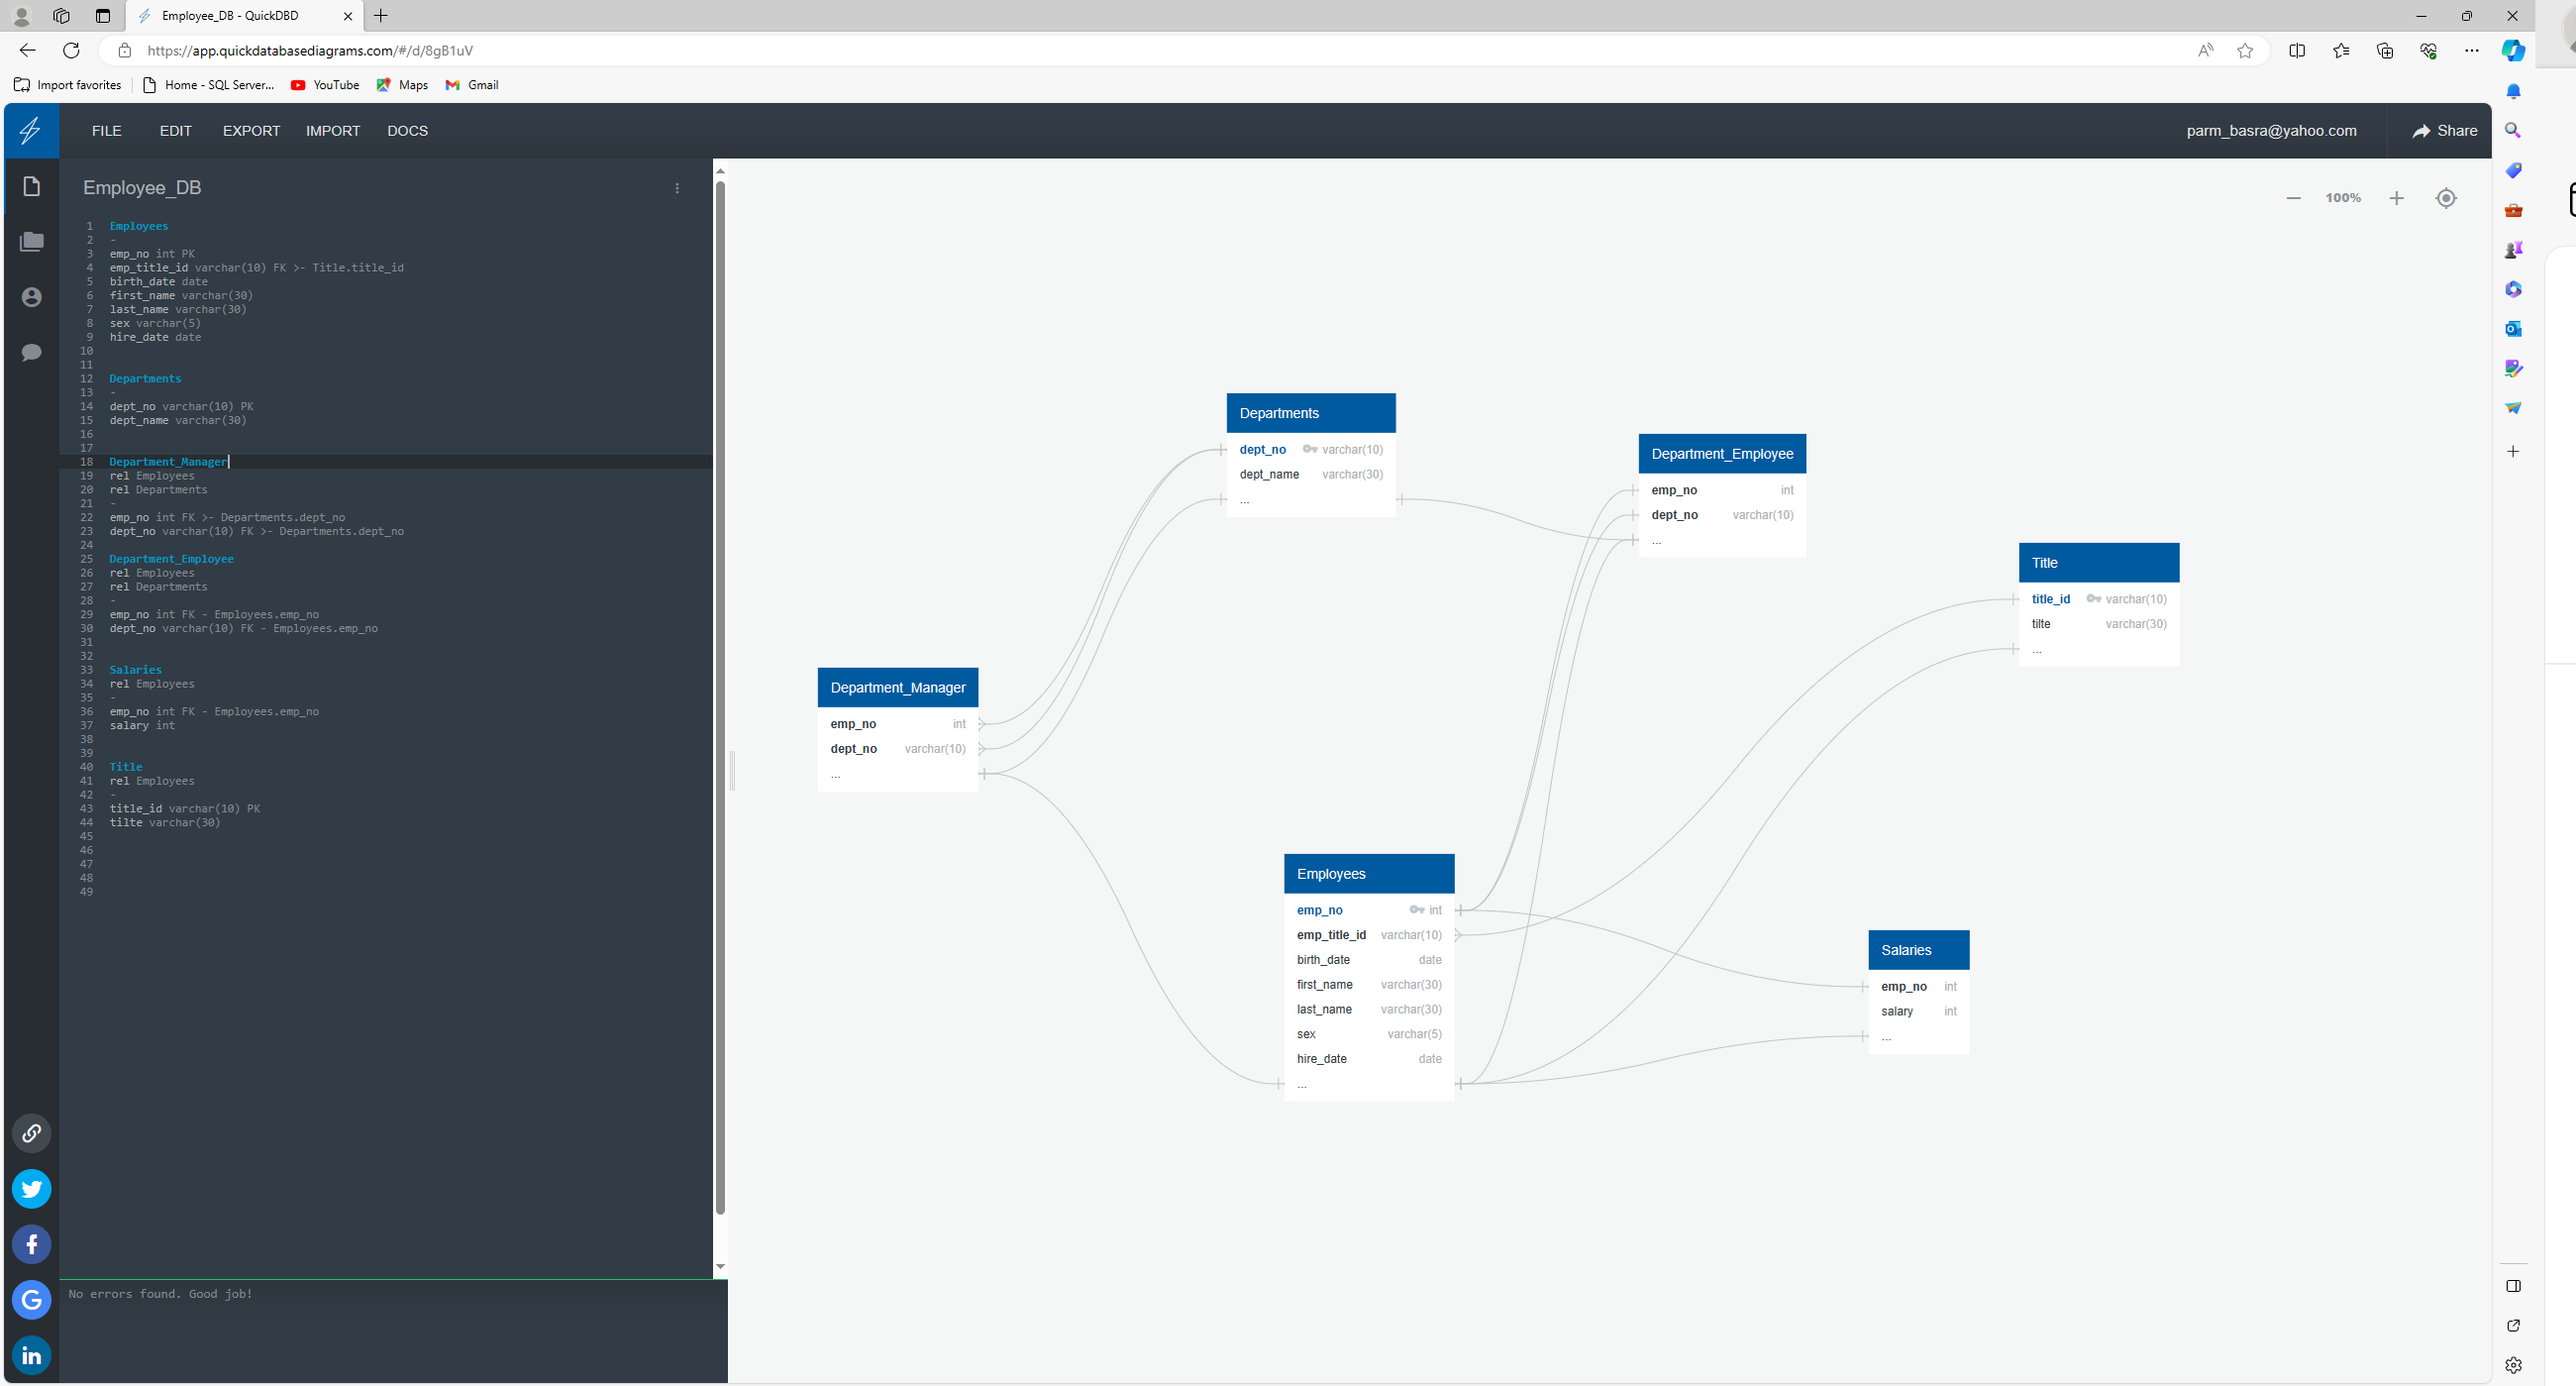 Employee_DB - QuickDBD
https://app.quickdatabasediagrams.com/#/d/8gB1uV
Import favorites Home - SQL Server... YouTube Maps Gmail
FILE EDIT EXPORT IMPORT DOCS parm_basra@yahoo.com Share
Employee_DB
100%
1 Employees
2 -
3 emp_no int PK
4 emp_title_id varchar(10) FK >- Title.title_id
5 birth_date date
6 first_name varchar(30)
7 last_name varchar(30)
8 sex varchar(5)
9 hire_date date
10
11
12 Departments
13 -
14 dept_no varchar(10) PK
15 dept_name varchar(30)
16
17
18 Department_Manager
19 rel Employees
20 rel Departments
21 -
22 emp_no int FK >- Departments.dept_no
23 dept_no varchar(10) FK >- Departments.dept_no
24
25 Department_Employee
26 rel Employees
27 rel Departments
28 -
29 emp_no int FK - Employees.emp_no
30 dept_no varchar(10) FK - Employees.emp_no
31
32
33 Salaries
34 rel Employees
35 -
36 emp_no int FK - Employees.emp_no
37 salary int
38
39
40 Title
41 rel Employees
42 -
43 title_id varchar(10) PK
44 tilte varchar(30)
45
46
47
48
49
No errors found. Good job!
Departments
dept_no varchar(10)
dept_name varchar(30)
...
Department_Employee
emp_no int
dept_no varchar(10)
...
Title
title_id varchar(10)
tilte varchar(30)
...
Department_Manager
emp_no int
dept_no varchar(10)
...
Employees
emp_no int
emp_title_id varchar(10)
birth_date date
first_name varchar(30)
last_name varchar(30)
sex varchar(5)
hire_date date
...
Salaries
emp_no int
salary int
...